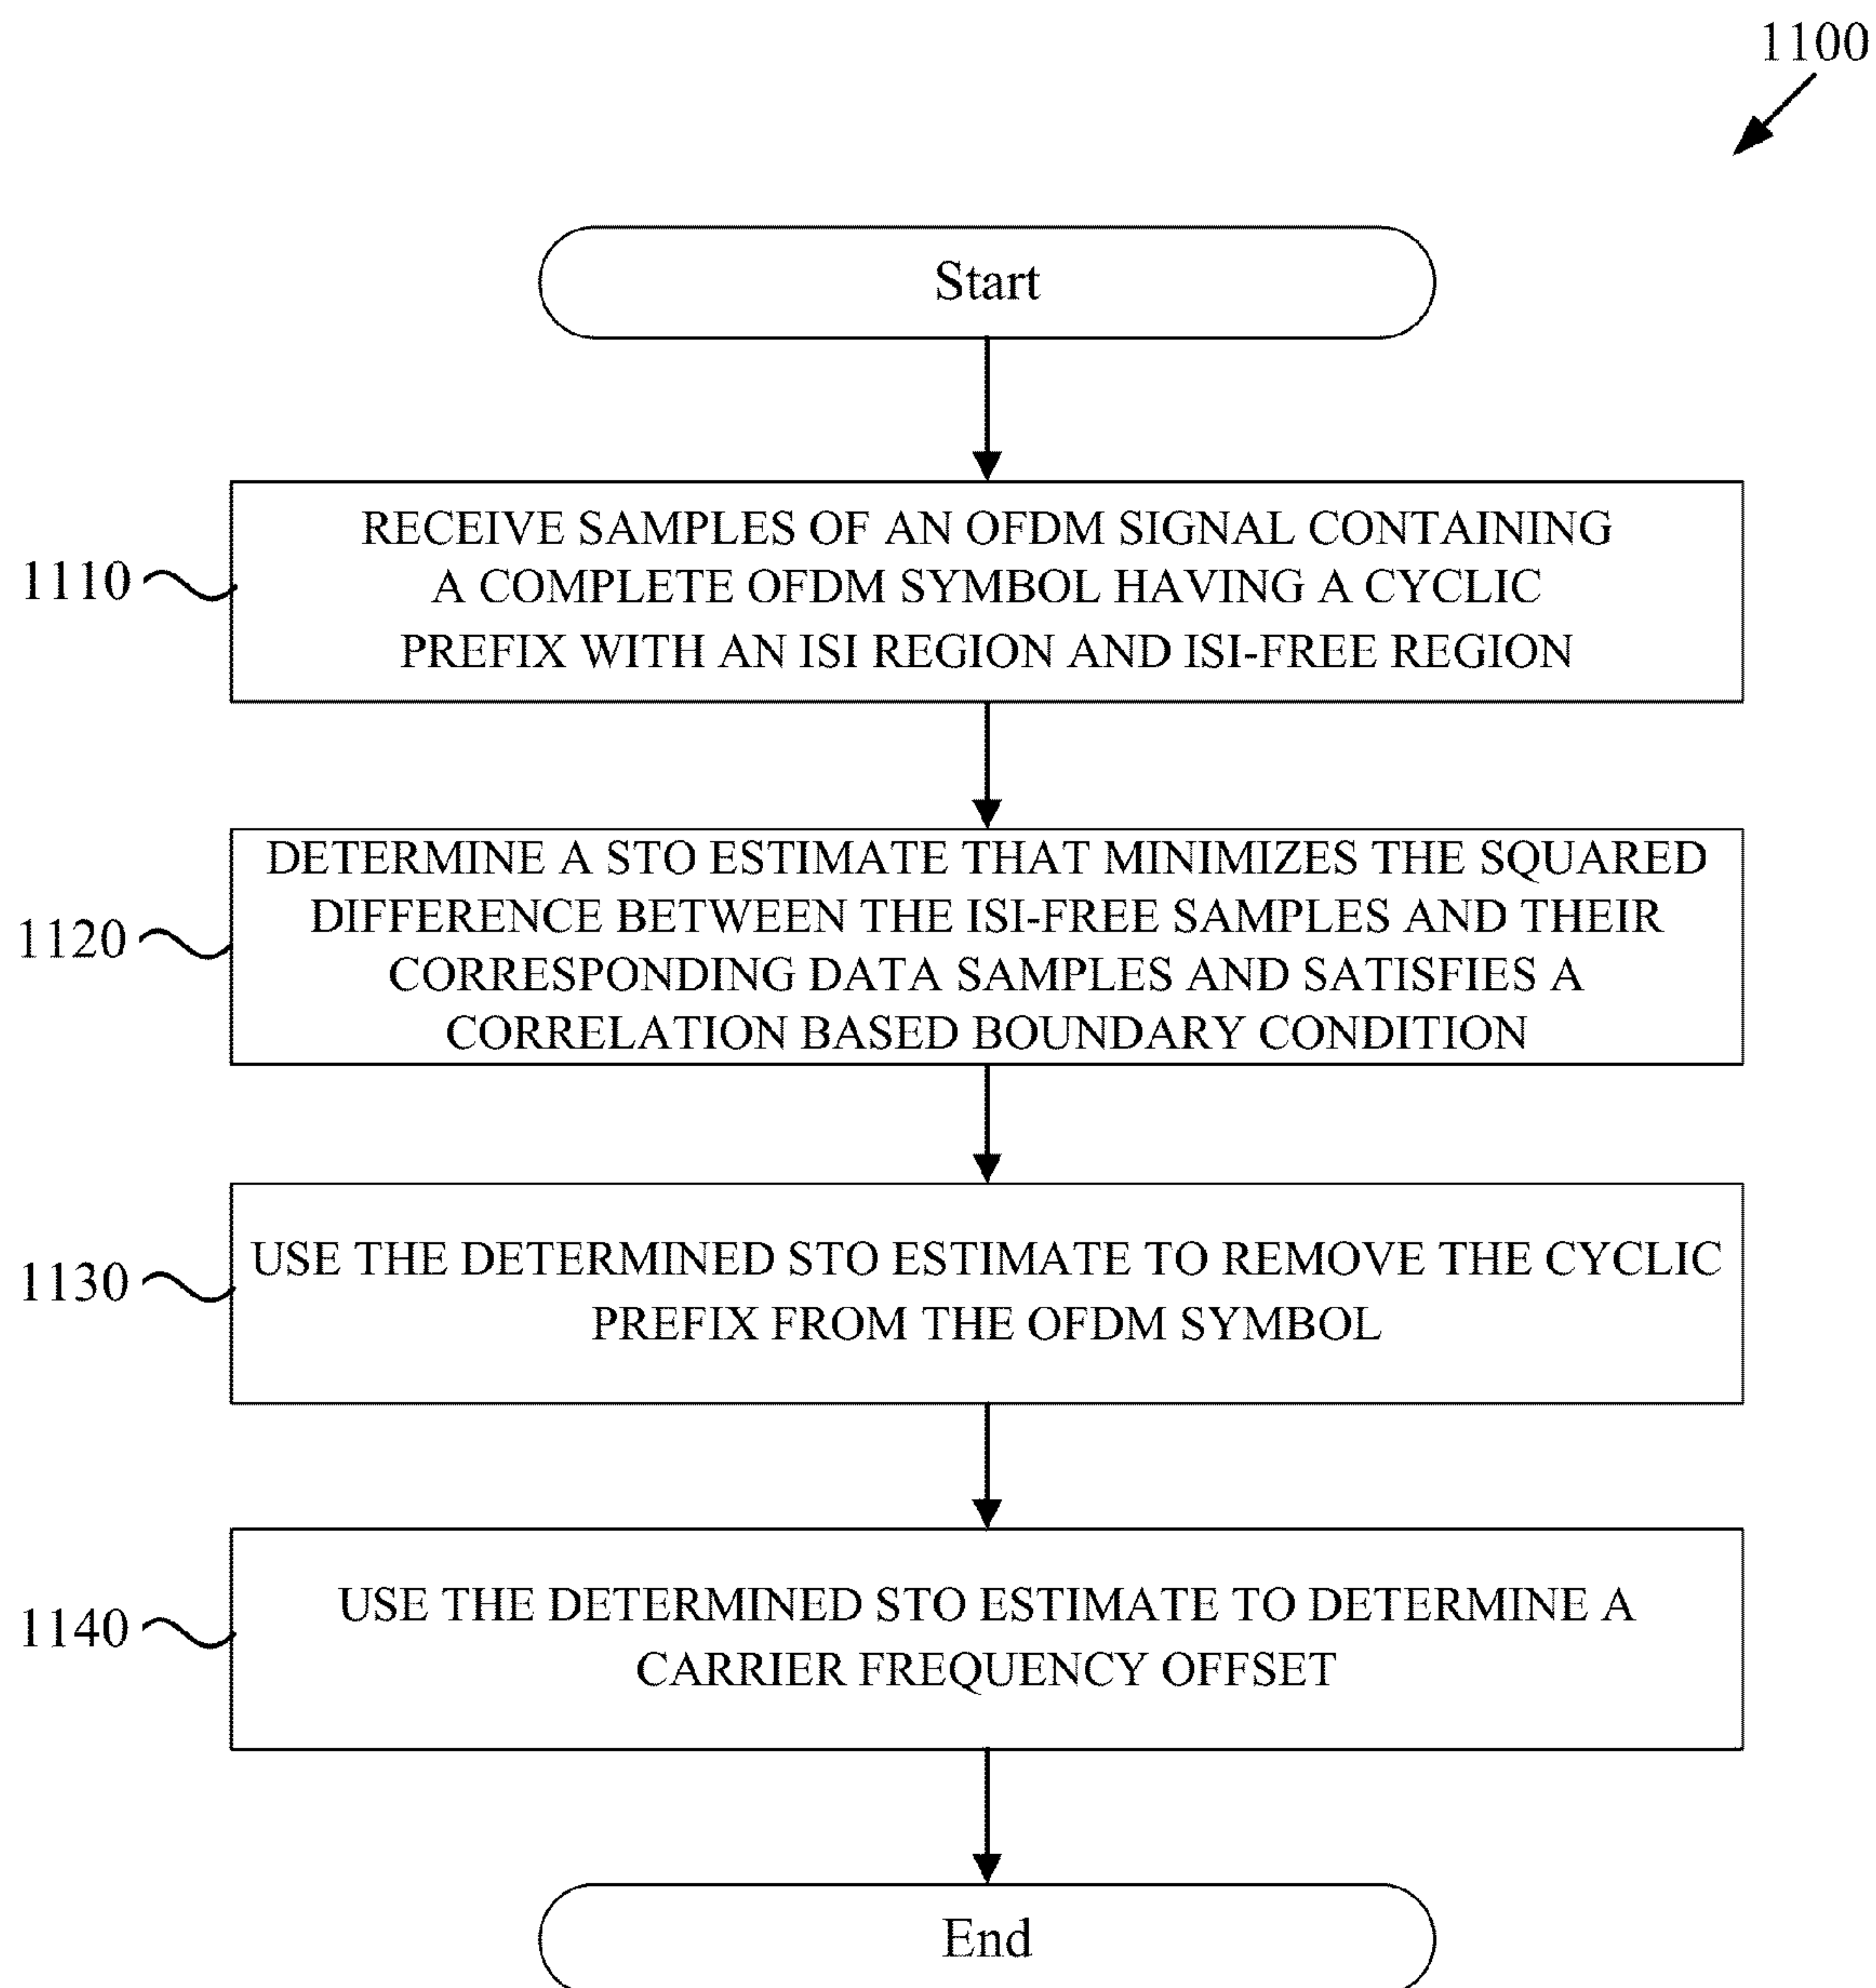 1100
Start
1110
RECEIVE SAMPLES OF AN OFDM SIGNAL CONTAINING
A COMPLETE OFDM SYMBOL HAVING A CYCLIC
PREFIX WITH AN ISI REGION AND ISI-FREE REGION
1120
DETERMINE A STO ESTIMATE THAT MINIMIZES THE SQUARED
DIFFERENCE BETWEEN THE ISI-FREE SAMPLES AND THEIR
CORRESPONDING DATA SAMPLES AND SATISFIES A
CORRELATION BASED BOUNDARY CONDITION
1130
USE THE DETERMINED STO ESTIMATE TO REMOVE THE CYCLIC
PREFIX FROM THE OFDM SYMBOL
1140
USE THE DETERMINED STO ESTIMATE TO DETERMINE A
CARRIER FREQUENCY OFFSET
End